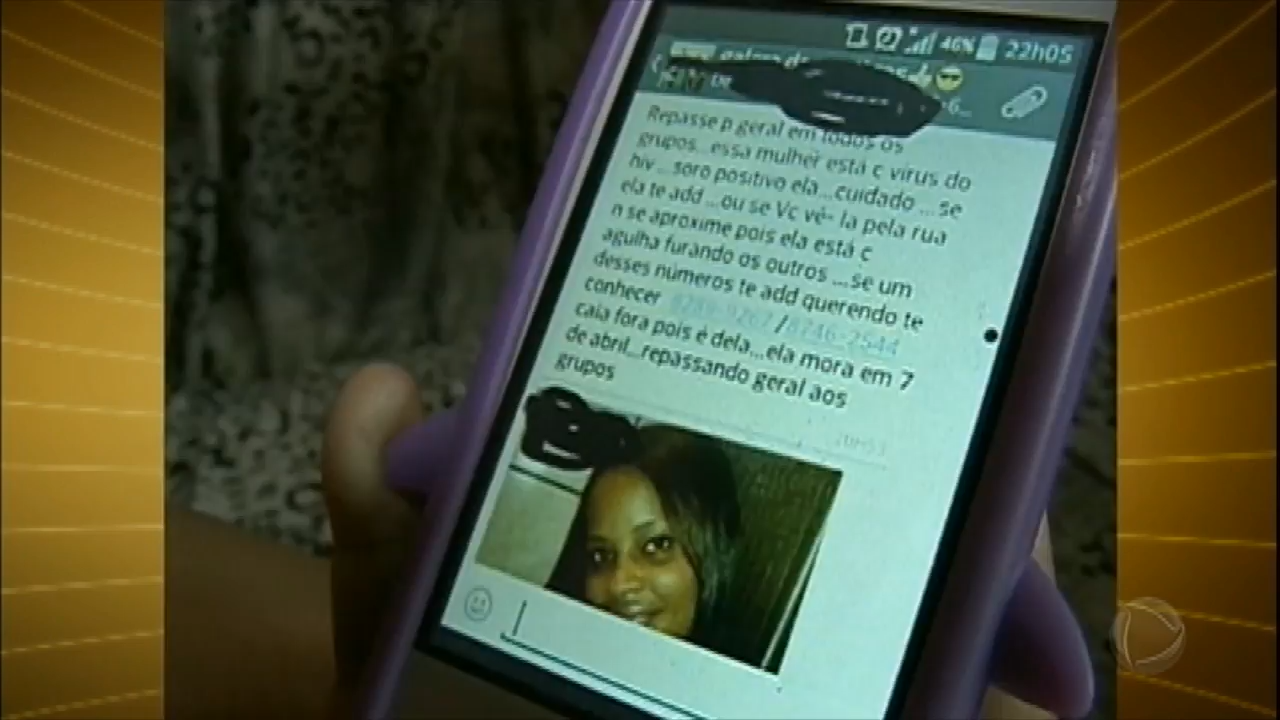 46% 22h05
Repasse p geral em todos os
grupos...essa mulher está c vírus do
hiv ...soro positivo ela...cuidado ...se
ela te add ...ou se Vc vê- la pela rua
n se aproxime pois ela está c
agulha furando os outros ...se um
desses números te add querendo te
conhecer /
caia fora pois é dela...ela mora em 7
de abril...repassando geral aos
grupos